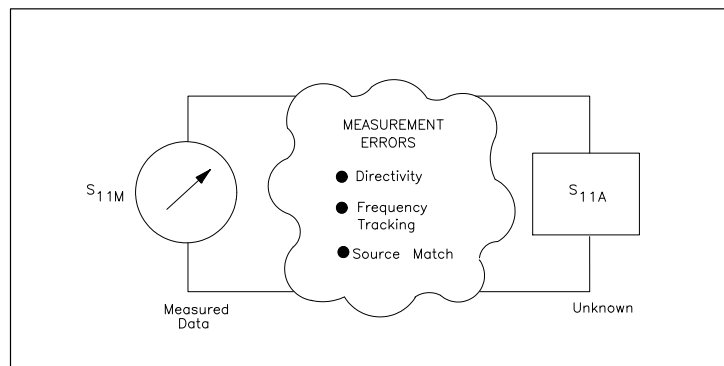 MEASUREMENT
ERRORS
Directivity
Frequency
Tracking
Source Match
S11M
S11A
Measured
Data
Unknown